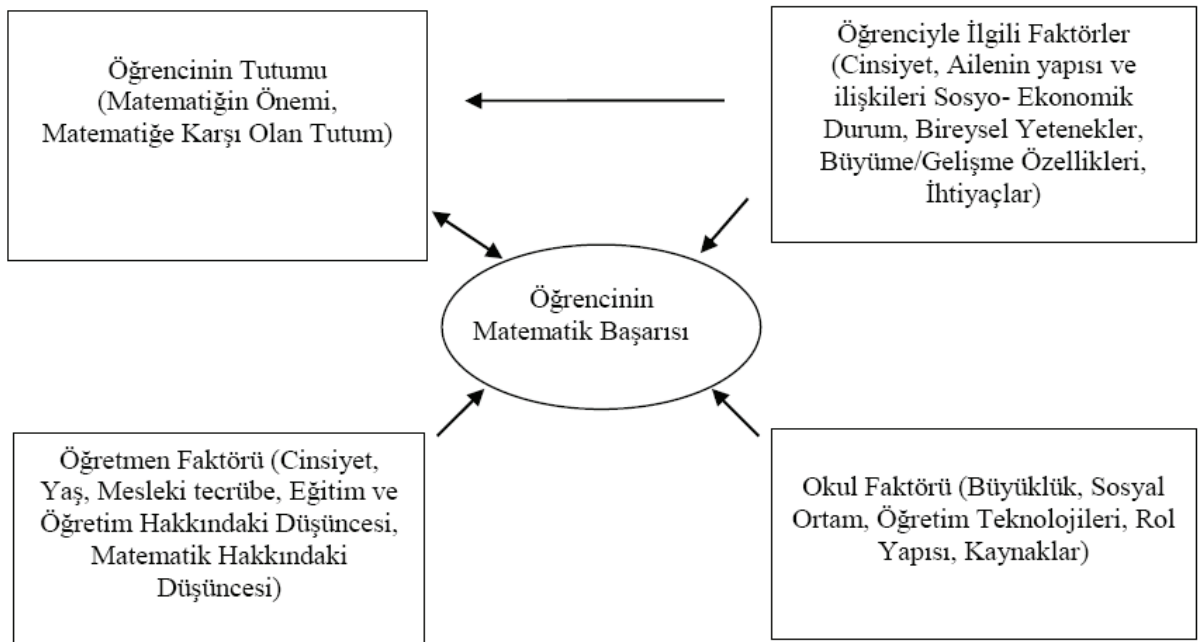 Öğrencinin Tutumu
(Matematiğin Önemi,
Matematiğe Karşı Olan Tutum)
Öğrenciyle İlgili Faktörler
(Cinsiyet, Ailenin yapısı ve
ilişkileri Sosyo- Ekonomik
Durum, Bireysel Yetenekler,
Büyüme/Gelişme Özellikleri,
İhtiyaçlar)
Öğrencinin
Matematik Başarısı
Öğretmen Faktörü (Cinsiyet,
Yaş, Mesleki tecrübe, Eğitim ve
Öğretim Hakkındaki Düşüncesi,
Matematik Hakkındaki
Düşüncesi)
Okul Faktörü (Büyüklük, Sosyal
Ortam, Öğretim Teknolojileri, Rol
Yapısı, Kaynaklar)